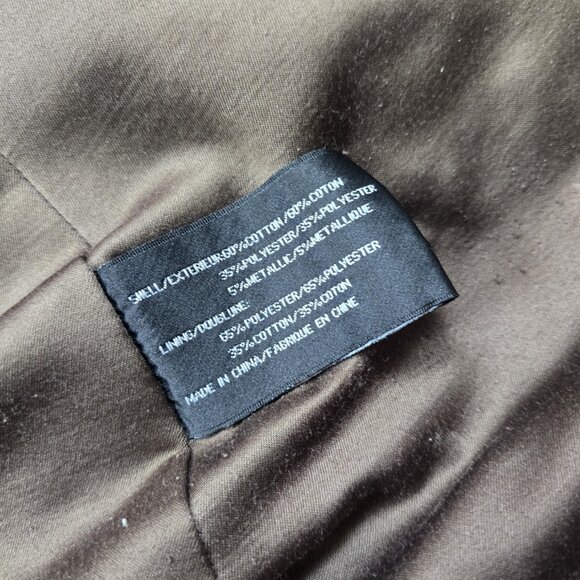 SHELL/EXTERIEUR:60%COTTON/60%COTON
35%POLYESTER/35%POLYESTER
5%METALLIC/5%METALLIQUE
LINING/DOUBLURE:
65%POLYESTER/65%POLYESTER
35%COTTON/35%COTON
MADE IN CHINA/FABRIQUE EN CHINE